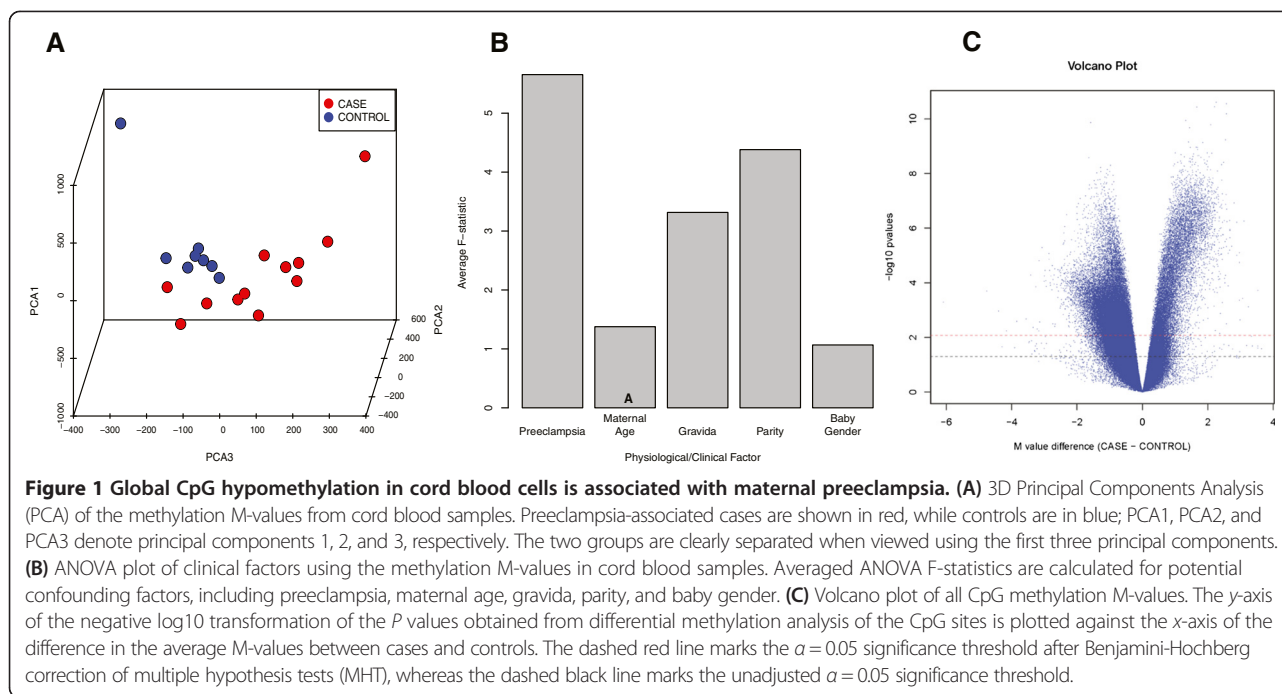 A
CASE
CONTROL
1000
500
0
−500
−1000
PCA1
600
400
200
0
−200
−400
PCA2
−400 −300 −200 −100 0 100 200 300 400
PCA3
B
5
4
3
2
1
0
Average F−statistic
A
Preeclampsia
Maternal
Age
Gravida
Parity
Baby
Gender
Physiological/Clinical Factor
C
Volcano Plot
10
8
6
4
2
0
−log10 pvalues
−6 −4 −2 0 2 4
M value difference (CASE − CONTROL)
Figure 1 Global CpG hypomethylation in cord blood cells is associated with maternal preeclampsia. (A) 3D Principal Components Analysis
(PCA) of the methylation M-values from cord blood samples. Preeclampsia-associated cases are shown in red, while controls are in blue; PCA1, PCA2, and
PCA3 denote principal components 1, 2, and 3, respectively. The two groups are clearly separated when viewed using the first three principal components.
(B) ANOVA plot of clinical factors using the methylation M-values in cord blood samples. Averaged ANOVA F-statistics are calculated for potential
confounding factors, including preeclampsia, maternal age, gravida, parity, and baby gender. (C) Volcano plot of all CpG methylation M-values. The y-axis
of the negative log10 transformation of the P values obtained from differential methylation analysis of the CpG sites is plotted against the x-axis of the
difference in the average M-values between cases and controls. The dashed red line marks the α = 0.05 significance threshold after Benjamini-Hochberg
correction of multiple hypothesis tests (MHT), whereas the dashed black line marks the unadjusted α = 0.05 significance threshold.